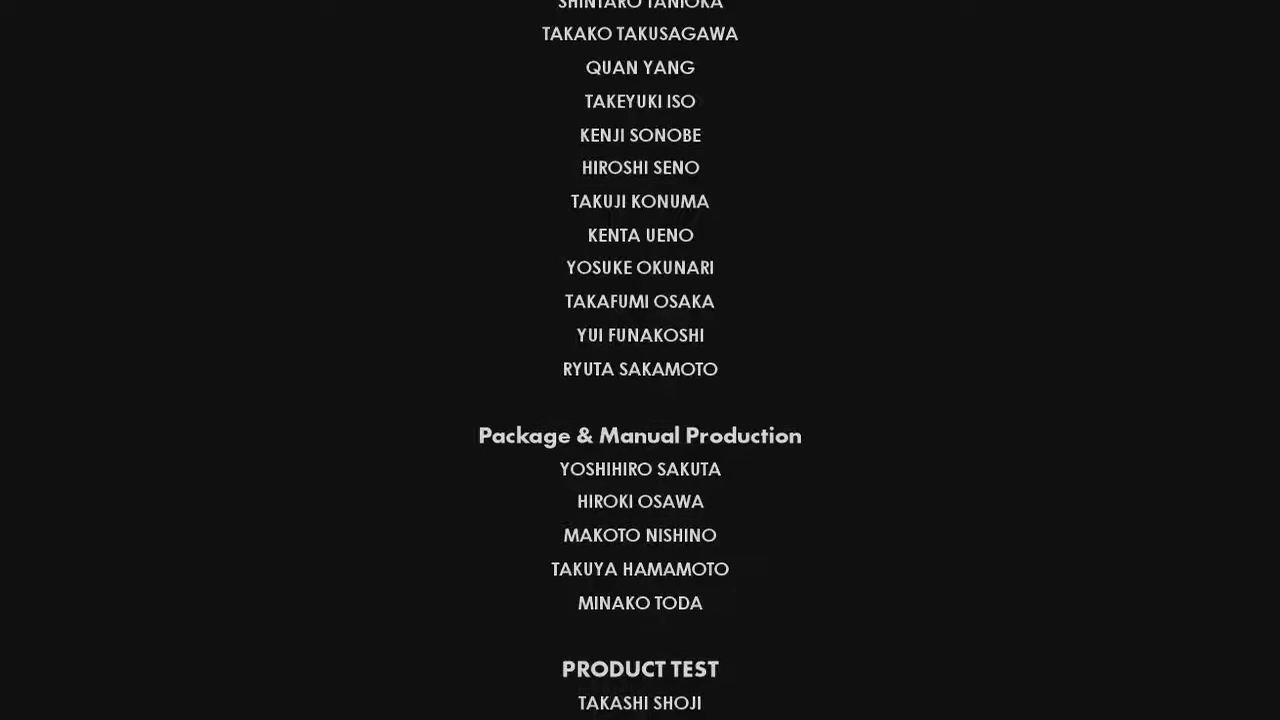 SHINTARO TANIOKA
TAKAKO TAKUSAGAWA
QUAN YANG
TAKEYUKI ISO
KENJI SONOBE
HIROSHI SENO
TAKUJI KONUMA
KENTA UENO
YOSUKE OKUNARI
TAKAFUMI OSAKA
YUI FUNAKOSHI
RYUTA SAKAMOTO
Package & Manual Production
YOSHIHIRO SAKUTA
HIROKI OSAWA
MAKOTO NISHINO
TAKUYA HAMAMOTO
MINAKO TODA
PRODUCT TEST
TAKASHI SHOJI